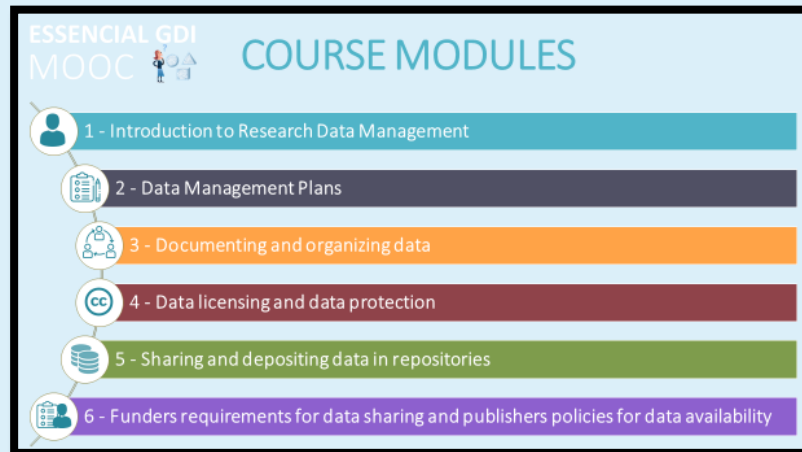 ESSENCIAL GDI
MOOC
COURSE MODULES
1 - Introduction to Research Data Management
2 - Data Management Plans
3 - Documenting and organizing data
cc
4 - Data licensing and data protection
5 - Sharing and depositing data in repositories
6 - Funders requirements for data sharing and publishers policies for data availability